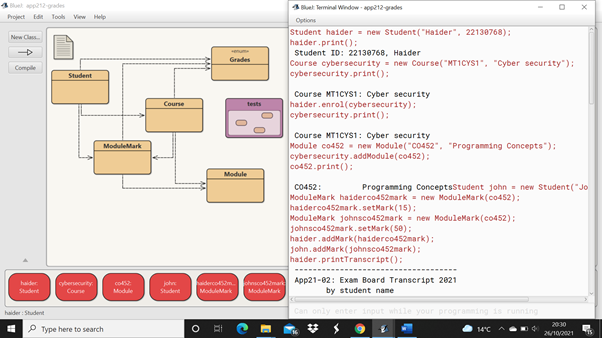 BlueJ: app212-grades
Project Edit Tools View Help
New Class...
Compile
Student
<<enum>>
Grades
Course
tests
ModuleMark
Module
haider:
Student
cybersecurity:
Course
co452:
Module
john:
Student
haiderco452m...
ModuleMark
johnsco452mark:
ModuleMark
haider : Student
BlueJ: Terminal Window - app212-grades
Options
Student haider = new Student("Haider", 22130768);
haider.print();
Student ID: 22130768, Haider
Course cybersecurity = new Course("MT1CYS1", "Cyber security");
cybersecurity.print();
Course MT1CYS1: Cyber security
haider.enrol(cybersecurity);
cybersecurity.print();
Course MT1CYS1: Cyber security
Module co452 = new Module("CO452", "Programming Concepts");
cybersecurity.addModule(co452);
co452.print();
CO452: Programming ConceptsStudent john = new Student("Jo
ModuleMark haiderco452mark = new ModuleMark(co452);
haiderco452mark.setMark(15);
ModuleMark johnsco452mark = new ModuleMark(co452);
johnsco452mark.setMark(50);
haider.addMark(haiderco452mark);
john.addMark(johnsco452mark);
haider.printTranscript();
------------------------------------
App21-02: Exam Board Transcript 2021
by student name
Can only enter input while your programming is running
Type here to search
16
14°C
20:30
26/10/2021
15